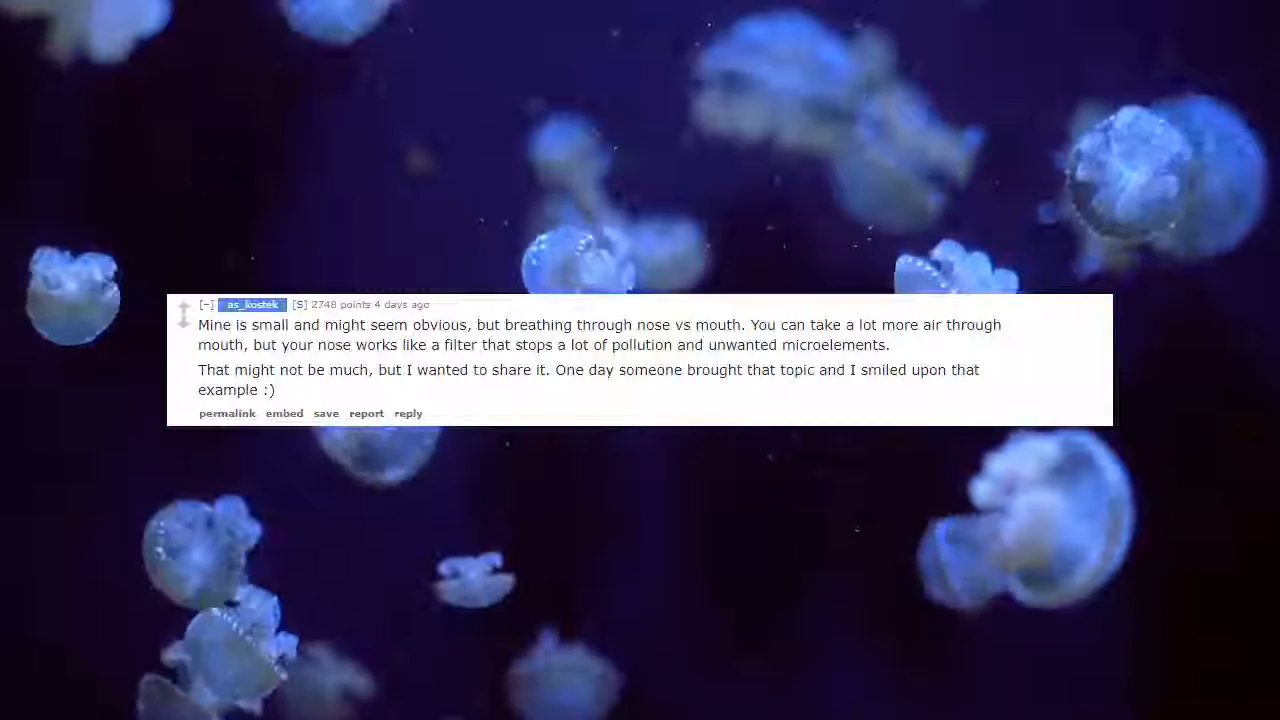 [–] as_kostek [S] 2748 points 4 days ago
Mine is small and might seem obvious, but breathing through nose vs mouth. You can take a lot more air through
mouth, but your nose works like a filter that stops a lot of pollution and unwanted microelements.
That might not be much, but I wanted to share it. One day someone brought that topic and I smiled upon that
example :)
permalink embed save report reply